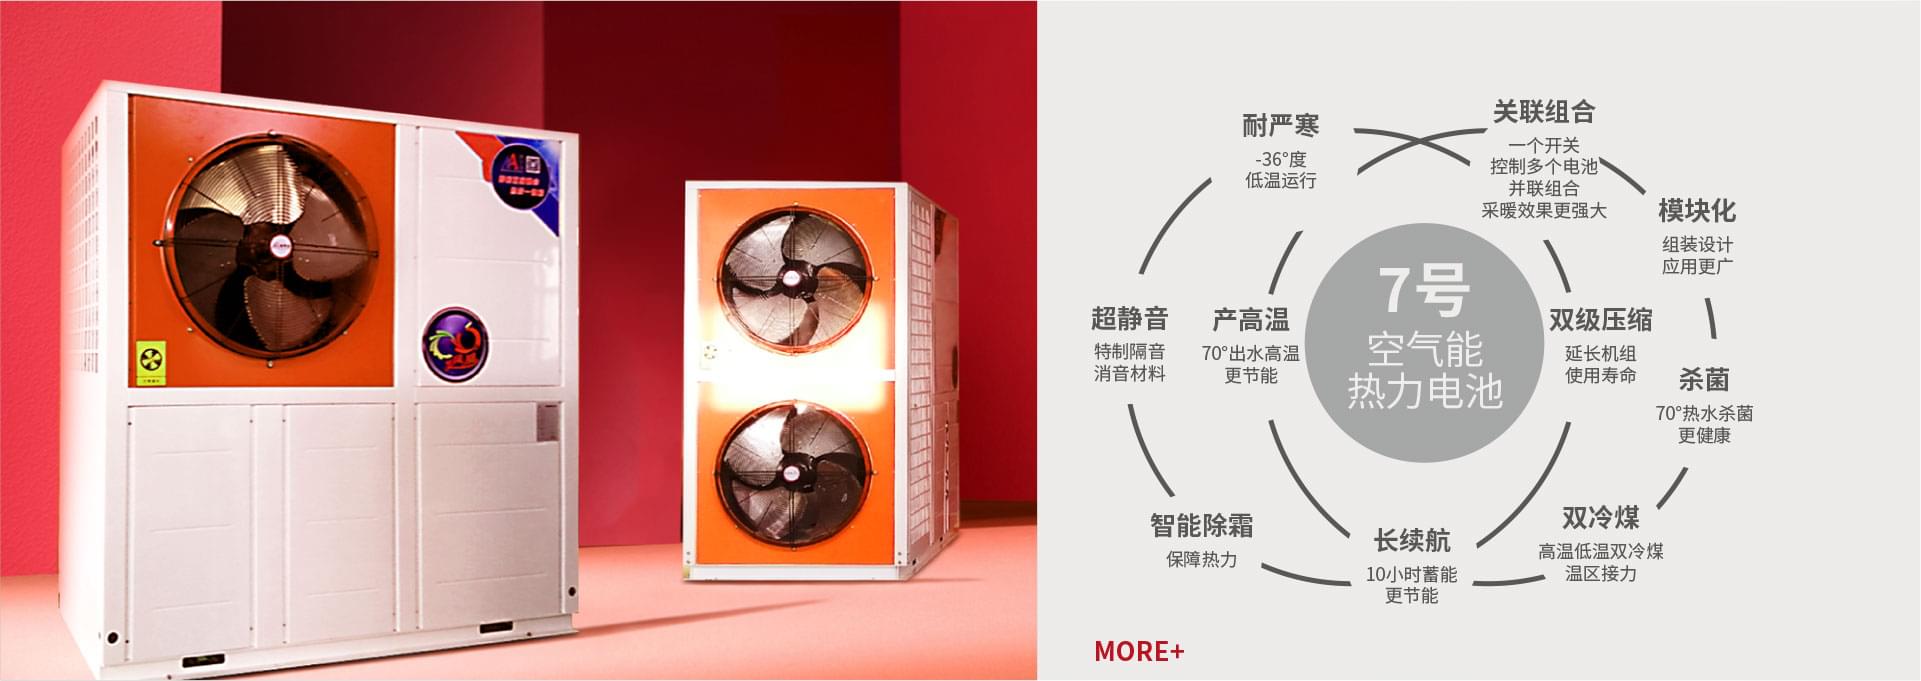 耐严寒
-36°度
低温运行
关联组合
一个开关
控制多个电池
并联组合
采暖效果更强大
模块化
组装设计
应用更广
超静音
特制隔音
消音材料
产高温
70°出水高温
更节能
7号
空气能
热力电池
双级压缩
延长机组
使用寿命
杀菌
70°热水杀菌
更健康
智能除霜
保障热力
长续航
10小时蓄能
更节能
双冷煤
高温低温双冷煤
温区接力
MORE+